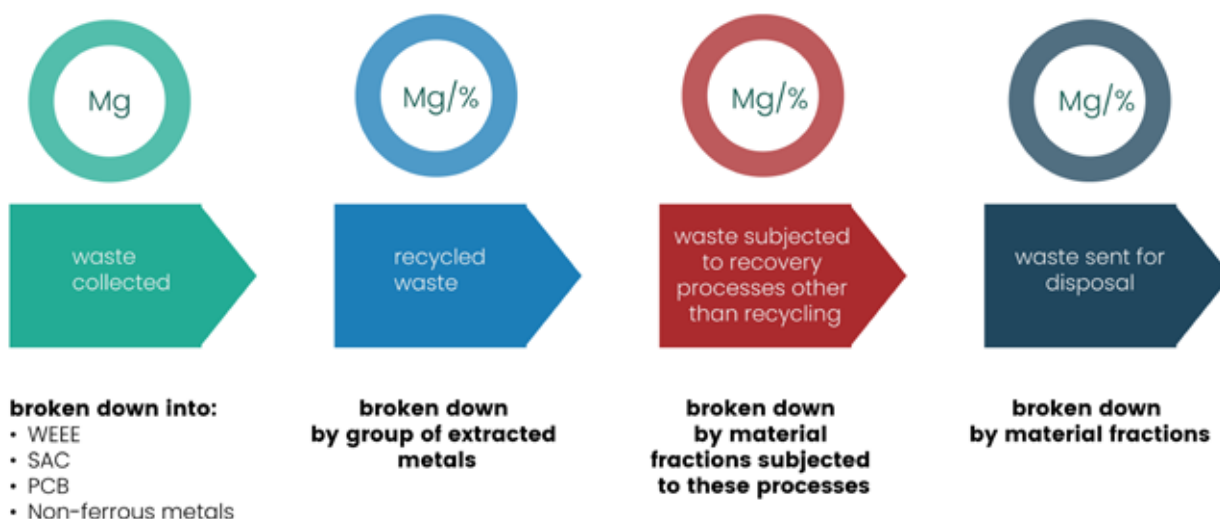 Mg
Mg/%
Mg/%
Mg/%
waste
collected
recycled
waste
waste subjected
to recovery
processes other
than recycling
waste sent for
disposal
broken down into:
• WEEE
• SAC
• PCB
• Non-ferrous metals
broken down
by group of extracted
metals
broken down
by material
fractions subjected
to these processes
broken down
by material fractions